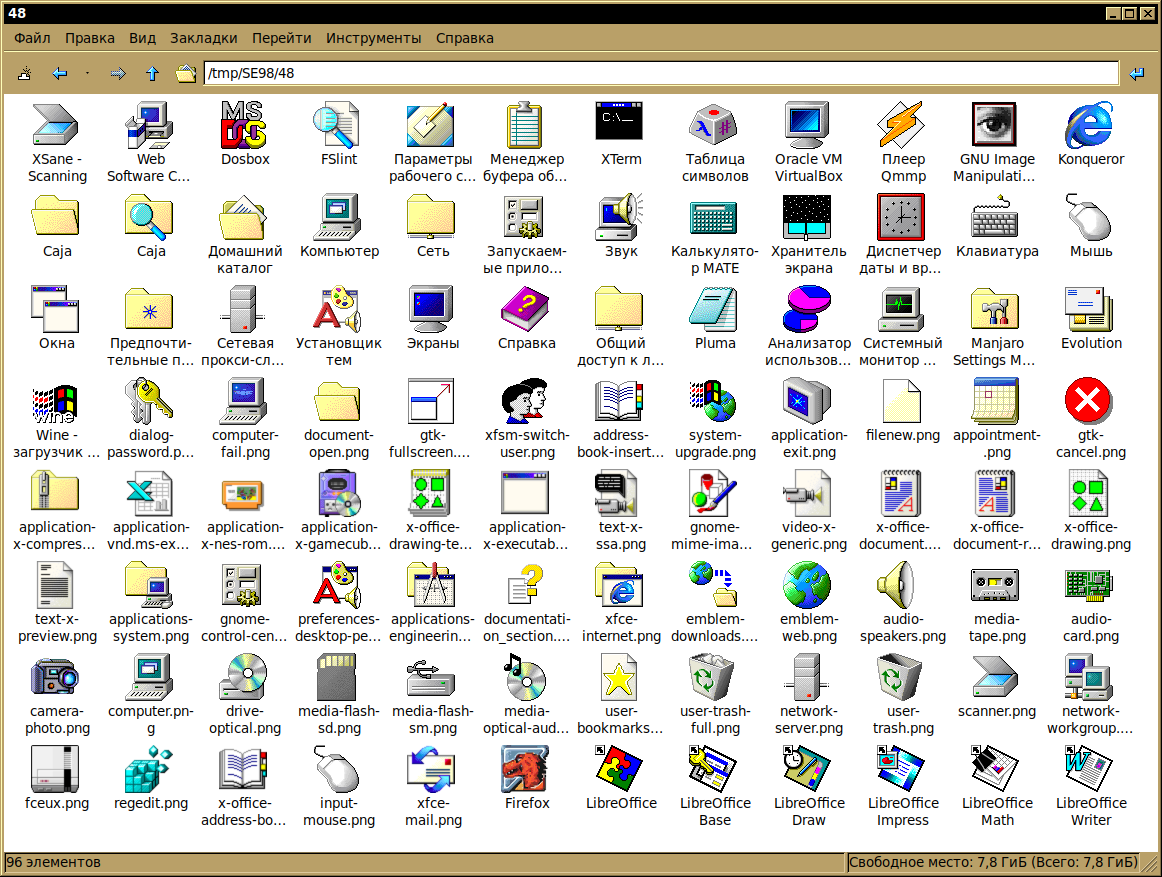 48
Файл Правка Вид Закладки Перейти Инструменты Справка
/tmp/SE98/48
XSane - Scanning
Web Software C...
Dosbox
FSlint
Параметры рабочего с...
Менеджер буфера об...
XTerm
Таблица символов
Oracle VM VirtualBox
Плеер Qmmp
GNU Image Manipulati...
Konqueror
Caja
Caja
Домашний каталог
Компьютер
Сеть
Запускаем-ые прило...
Звук
Калькулято-р MATE
Хранитель экрана
Диспетчер даты и вр...
Клавиатура
Мышь
Окна
Предпочти-тельные п...
Сетевая прокси-сл...
Установщик тем
Экраны
Справка
Общий доступ к л...
Pluma
Анализатор использов...
Системный монитор ...
Manjaro Settings M...
Evolution
Wine - загрузчик ...
dialog-password.p...
computer-fail.png
document-open.png
gtk-fullscreen....
xfsm-switch-user.png
address-book-insert...
system-upgrade.png
application-exit.png
filenew.png
appointment-.png
gtk-cancel.png
application-x-compres...
application-vnd.ms-ex...
application-x-nes-rom....
application-x-gamecub...
x-office-drawing-te...
application-x-executab...
text-x-ssa.png
gnome-mime-ima...
video-x-generic.png
x-office-document....
x-office-document-r...
x-office-drawing.png
text-x-preview.png
applications-system.png
gnome-control-cen...
preferences-desktop-pe...
applications-engineerin...
documentati-on_section....
xfce-internet.png
emblem-downloads....
emblem-web.png
audio-speakers.png
media-tape.png
audio-card.png
camera-photo.png
computer.pn-g
drive-optical.png
media-flash-sd.png
media-flash-sm.png
media-optical-aud...
user-bookmarks...
user-trash-full.png
network-server.png
user-trash.png
scanner.png
network-workgroup....
fceux.png
regedit.png
x-office-address-bo...
input-mouse.png
xfce-mail.png
Firefox
LibreOffice
LibreOffice Base
LibreOffice Draw
LibreOffice Impress
LibreOffice Math
LibreOffice Writer
96 элементов
Свободное место: 7,8 ГиБ (Всего: 7,8 ГиБ)